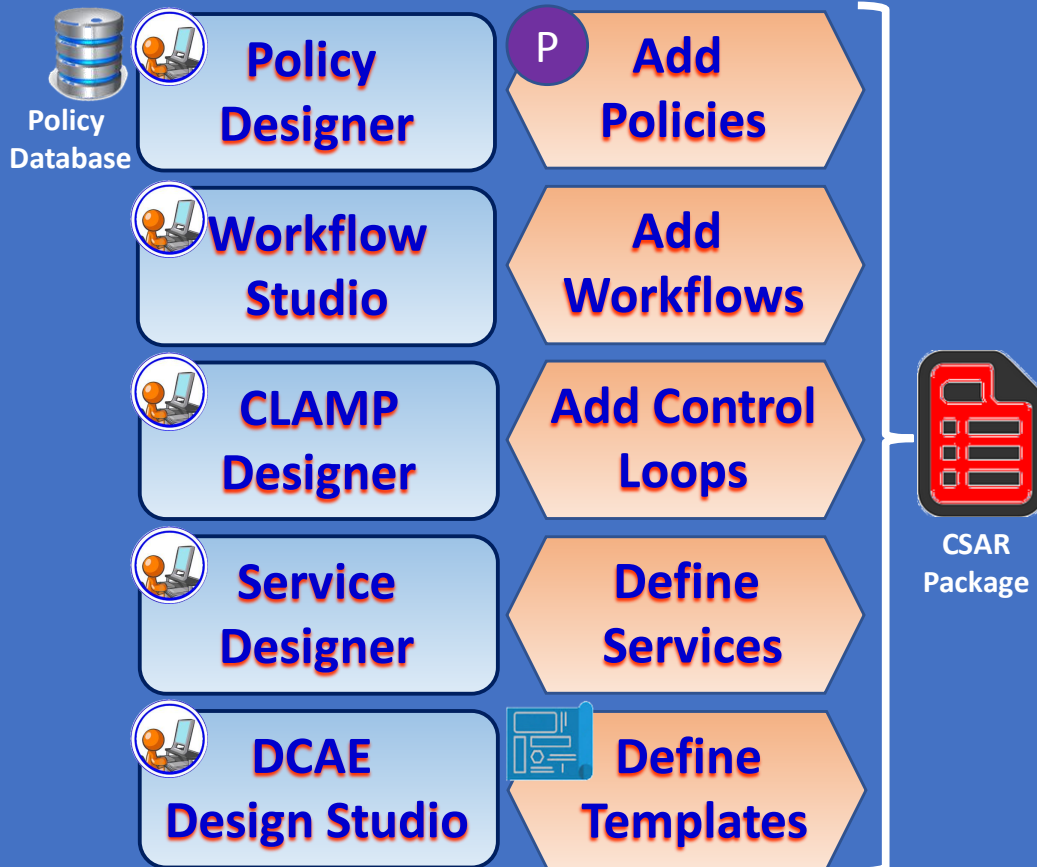 Policy
Database
Policy
Designer
P
Add
Policies
Workflow
Studio
Add
Workflows
CLAMP
Designer
Add Control
Loops
Service
Designer
Define
Services
DCAE
Design Studio
Define
Templates
CSAR
Package